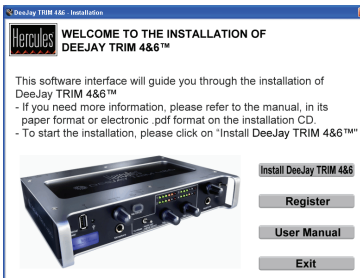 DeeJay TRIM 4&6 - Installation
Hercules
WELCOME TO THE INSTALLATION OF
DEEJAY TRIM 4&6™
This software interface will guide you through the installation of
DeeJay TRIM 4&6™
- If you need more information, please refer to the manual, in its
paper format or electronic .pdf format on the installation CD.
- To start the installation, please click on “Install DeeJay TRIM 4&6™”
Install DeeJay TRIM 4&6
Register
User Manual
Exit